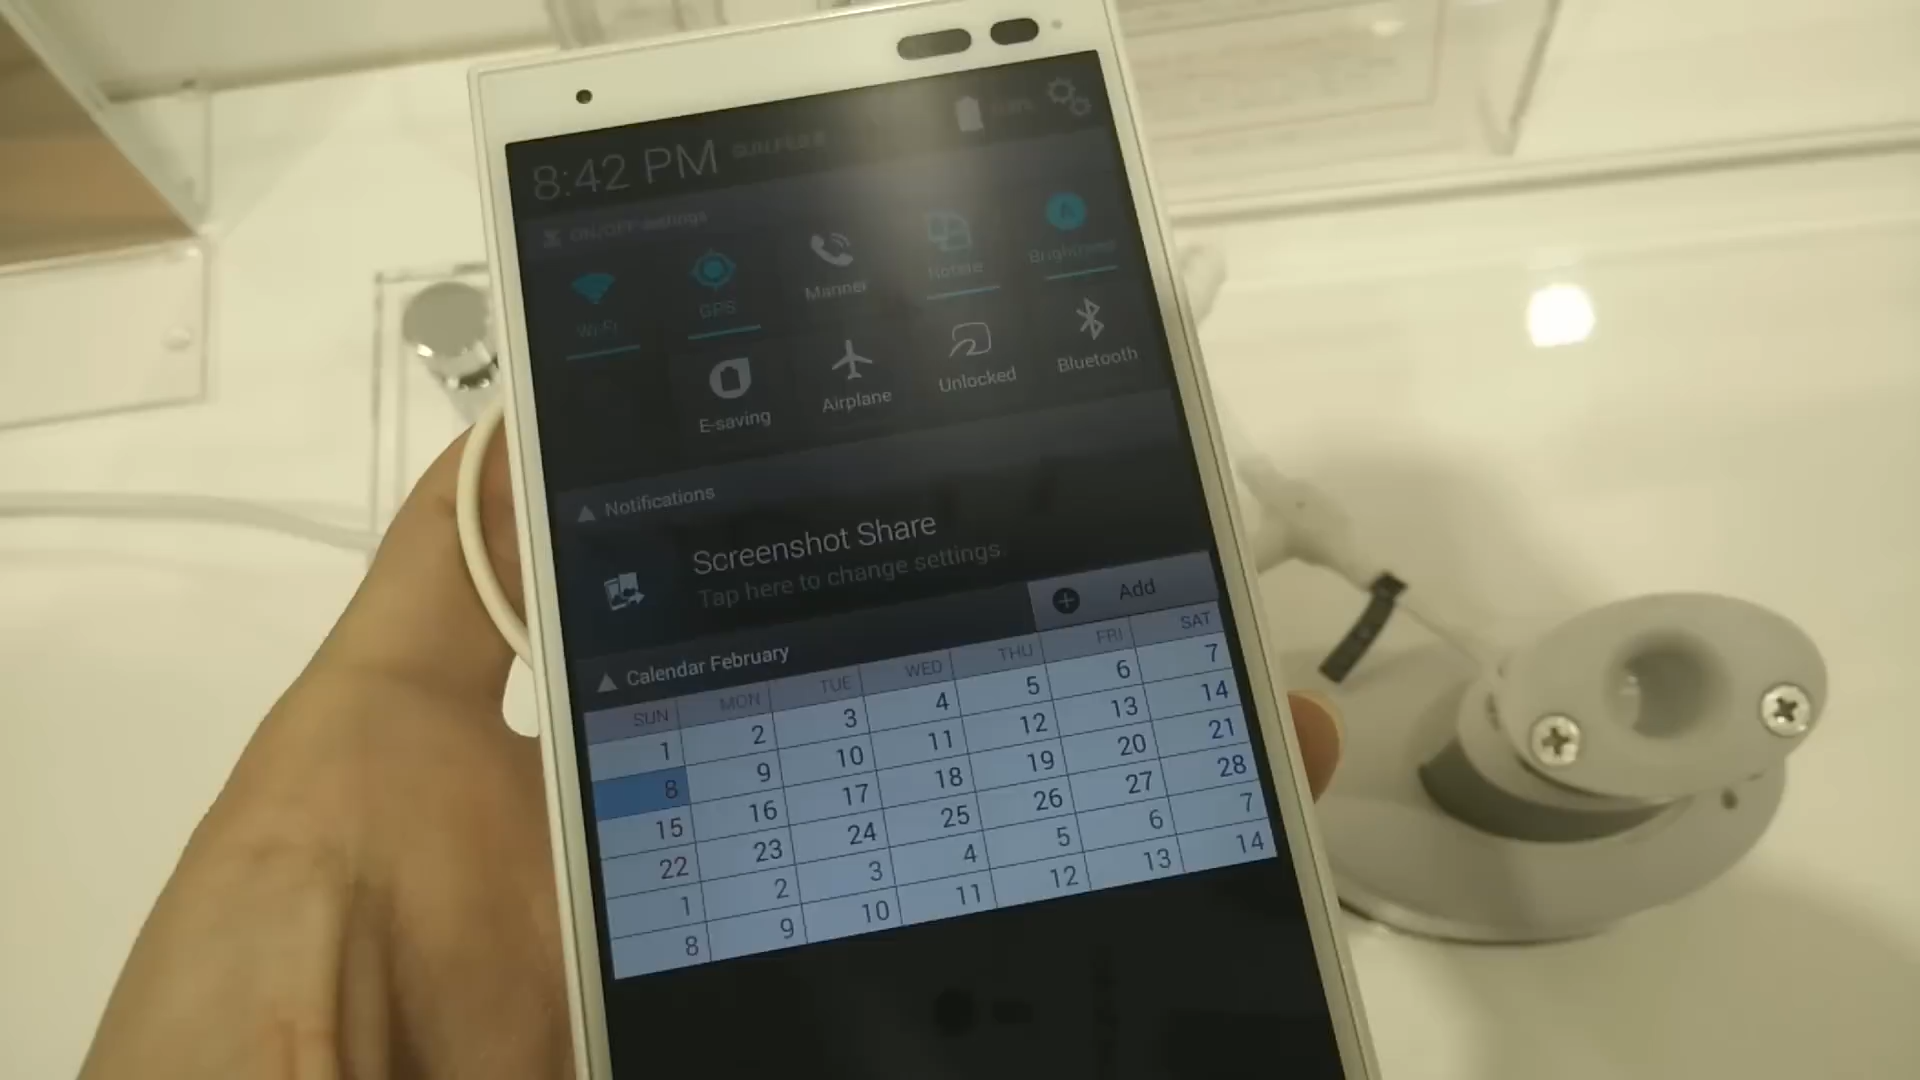 8:42 PM SUN FEB 8
ON/OFF settings
Wi-Fi GPS Manner Rotate Brightness
E-saving Airplane Unlocked Bluetooth
Notifications
Screenshot Share
Tap here to change settings.
Add
Calendar February
SUN MON TUE WED THU FRI SAT
1 2 3 4 5 6 7
8 9 10 11 12 13 14
15 16 17 18 19 20 21
22 23 24 25 26 27 28
1 2 3 4 5 6 7
8 9 10 11 12 13 14